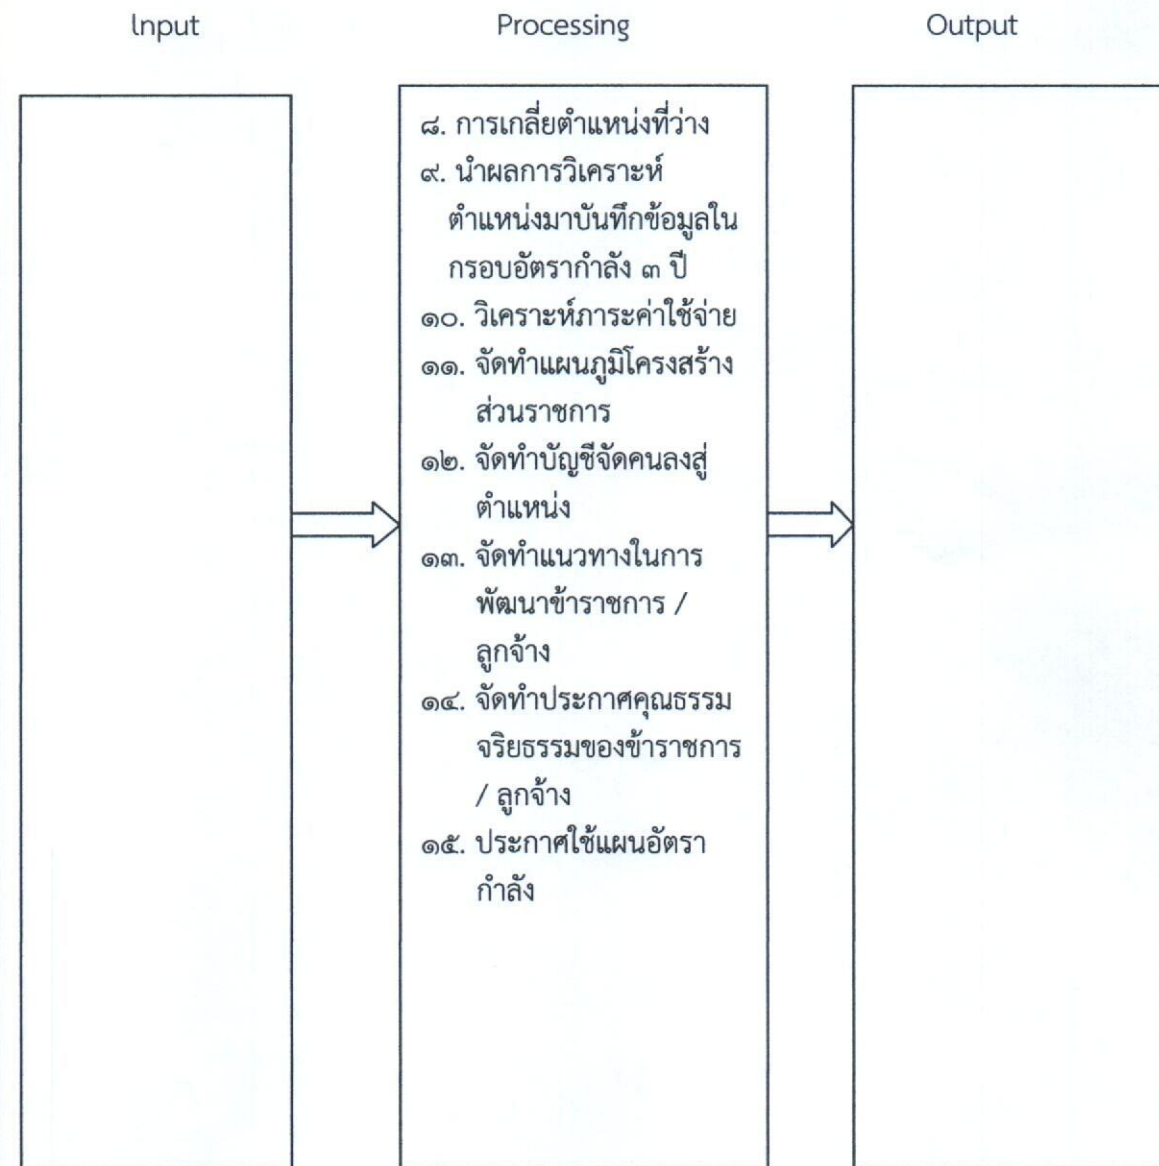 Input
Processing
Output
๘. การเกลี่ยตำแหน่งที่ว่าง
๙. นำผลการวิเคราะห์
ตำแหน่งมาบันทึกข้อมูลใน
กรอบอัตรากำลัง ๓ ปี
๑๐. วิเคราะห์ภาระค่าใช้จ่าย
๑๑. จัดทำแผนภูมิโครงสร้าง
ส่วนราชการ
๑๒. จัดทำบัญชีจัดคนลงสู่
ตำแหน่ง
๑๓. จัดทำแนวทางในการ
พัฒนาข้าราชการ /
ลูกจ้าง
๑๔. จัดทำประกาศคุณธรรม
จริยธรรมของข้าราชการ
/ ลูกจ้าง
๑๕. ประกาศใช้แผนอัตรา
กำลัง